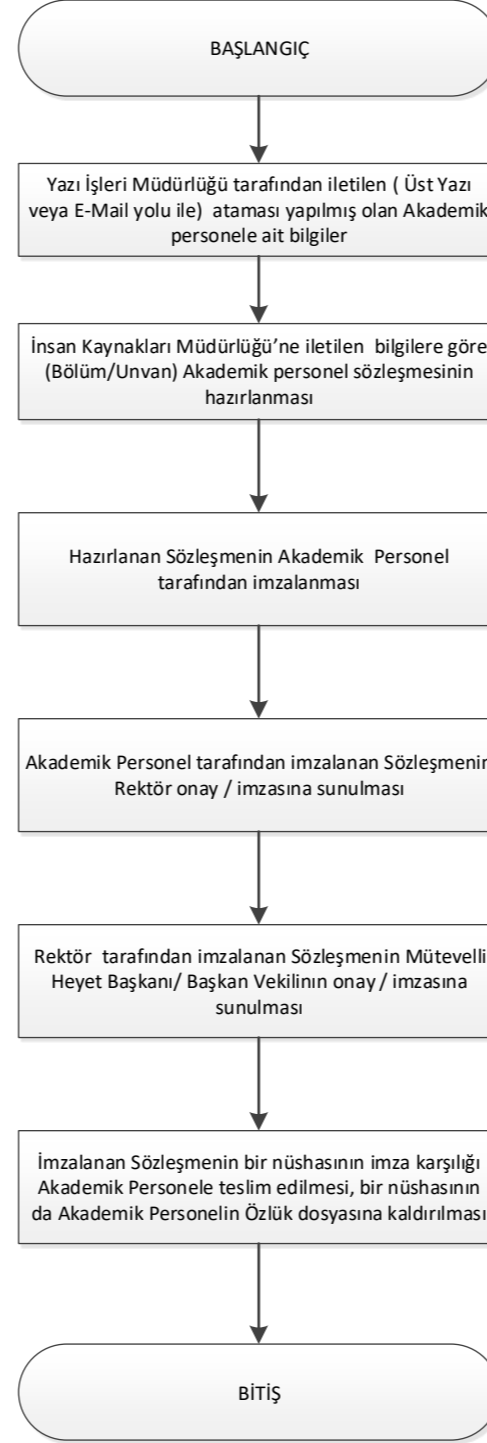 BAŞLANGIÇ
Yazı İşleri Müdürlüğü tarafından iletilen ( Üst Yazı
veya E-Mail yolu ile) ataması yapılmış olan Akademik
personele ait bilgiler
İnsan Kaynakları Müdürlüğü’ne iletilen bilgilere göre
(Bölüm/Unvan) Akademik personel sözleşmesinin
hazırlanması
Hazırlanan Sözleşmenin Akademik Personel
tarafından imzalanması
Akademik Personel tarafından imzalanan Sözleşmenin
Rektör onay / imzasına sunulması
Rektör tarafından imzalanan Sözleşmenin Mütevelli
Heyet Başkanı/ Başkan Vekilinın onay / imzasına
sunulması
İmzalanan Sözleşmenin bir nüshasının imza karşılığı
Akademik Personele teslim edilmesi, bir nüshasının
da Akademik Personelin Özlük dosyasına kaldırılması
BİTİŞ